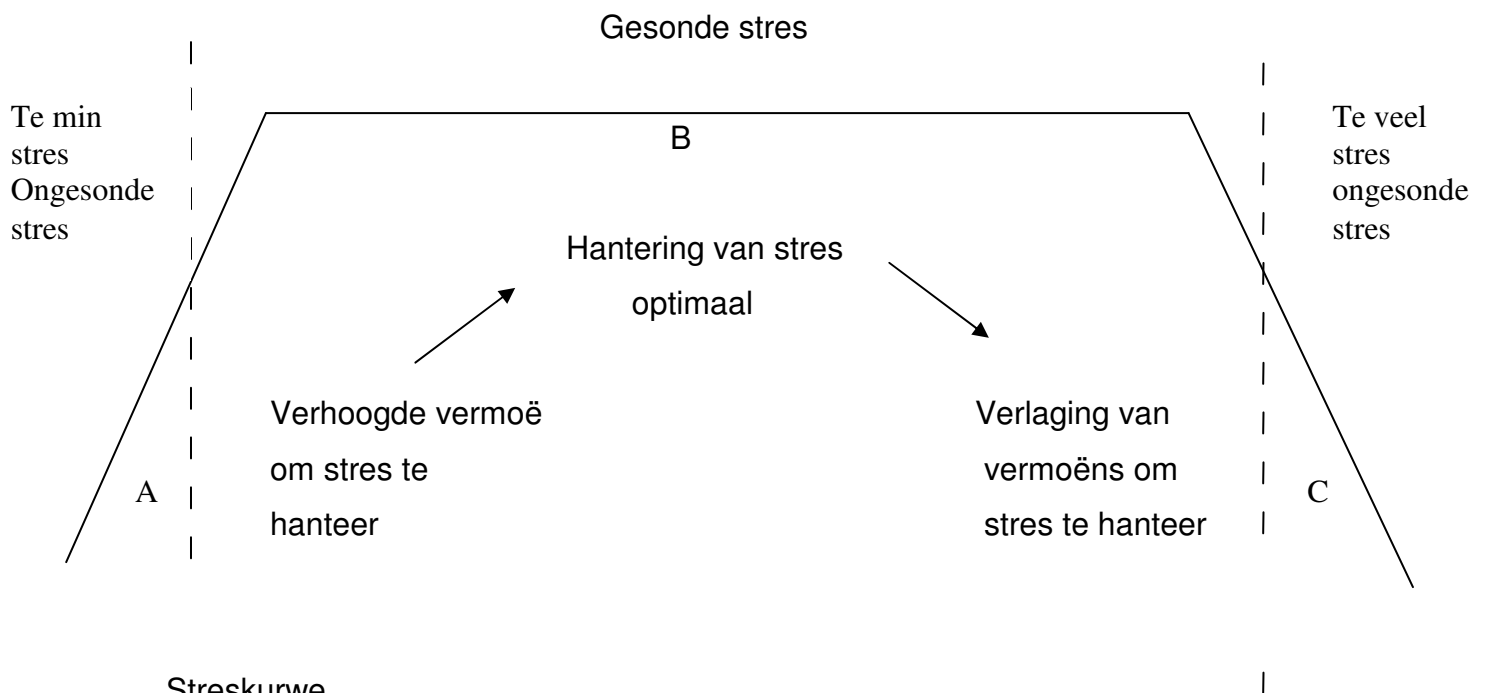 Gesonde stres
Te min
stres
Ongesonde
stres
B
Te veel
stres
ongesonde
stres
Hantering van stres
optimaal
Verhoogde vermoë
om stres te
hanteer
Verlaging van
vermoëns om
stres te hanteer
A
C
Streskurwe